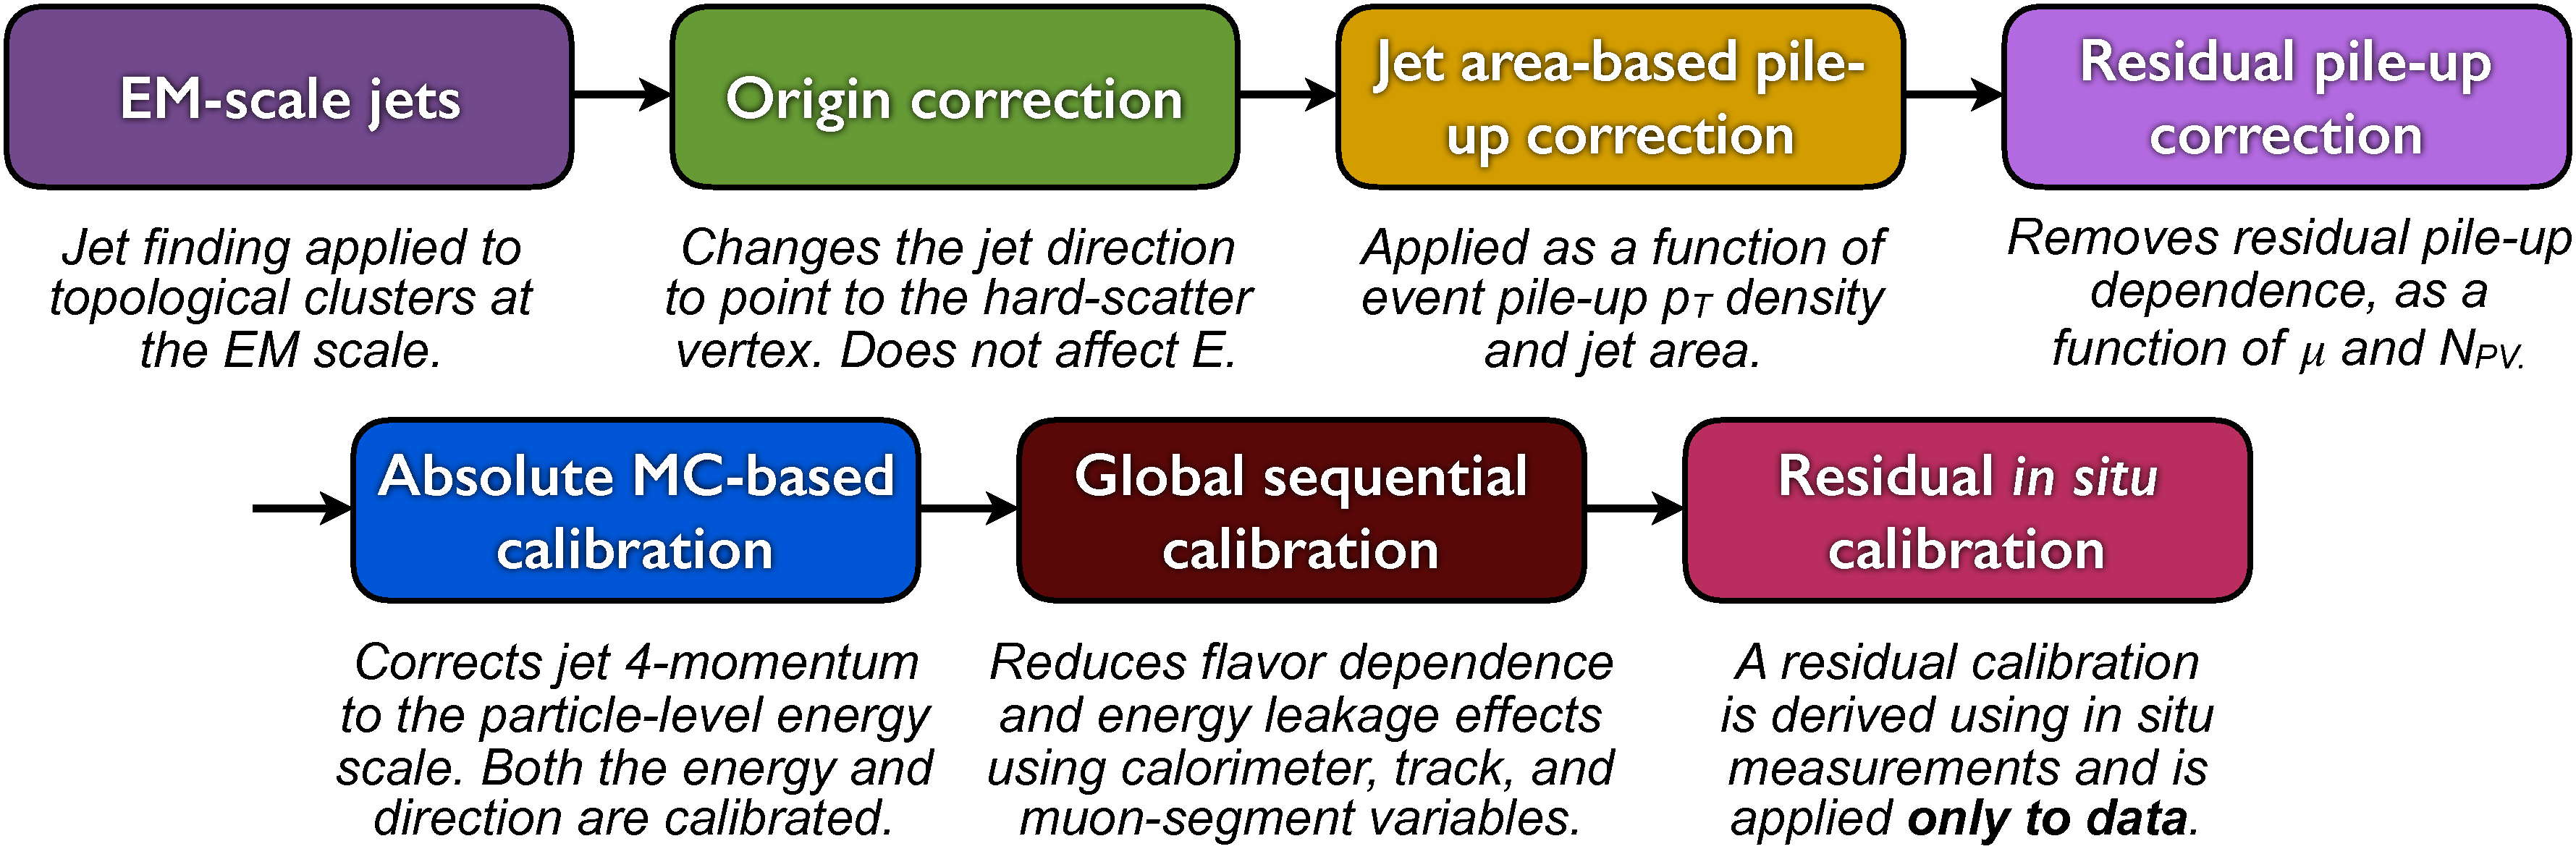 EM-scale jets
Jet finding applied to
topological clusters at
the EM scale.
Origin correction
Changes the jet direction
to point to the hard-scatter
vertex. Does not affect E.
Jet area-based pile-
up correction
Applied as a function of
event pile-up pT density
and jet area.
Residual pile-up
correction
Removes residual pile-up
dependence, as a
function of μ and NPV.
Absolute MC-based
calibration
Corrects jet 4-momentum
to the particle-level energy
scale. Both the energy and
direction are calibrated.
Global sequential
calibration
Reduces flavor dependence
and energy leakage effects
using calorimeter, track, and
muon-segment variables.
Residual in situ
calibration
A residual calibration
is derived using in situ
measurements and is
applied only to data.